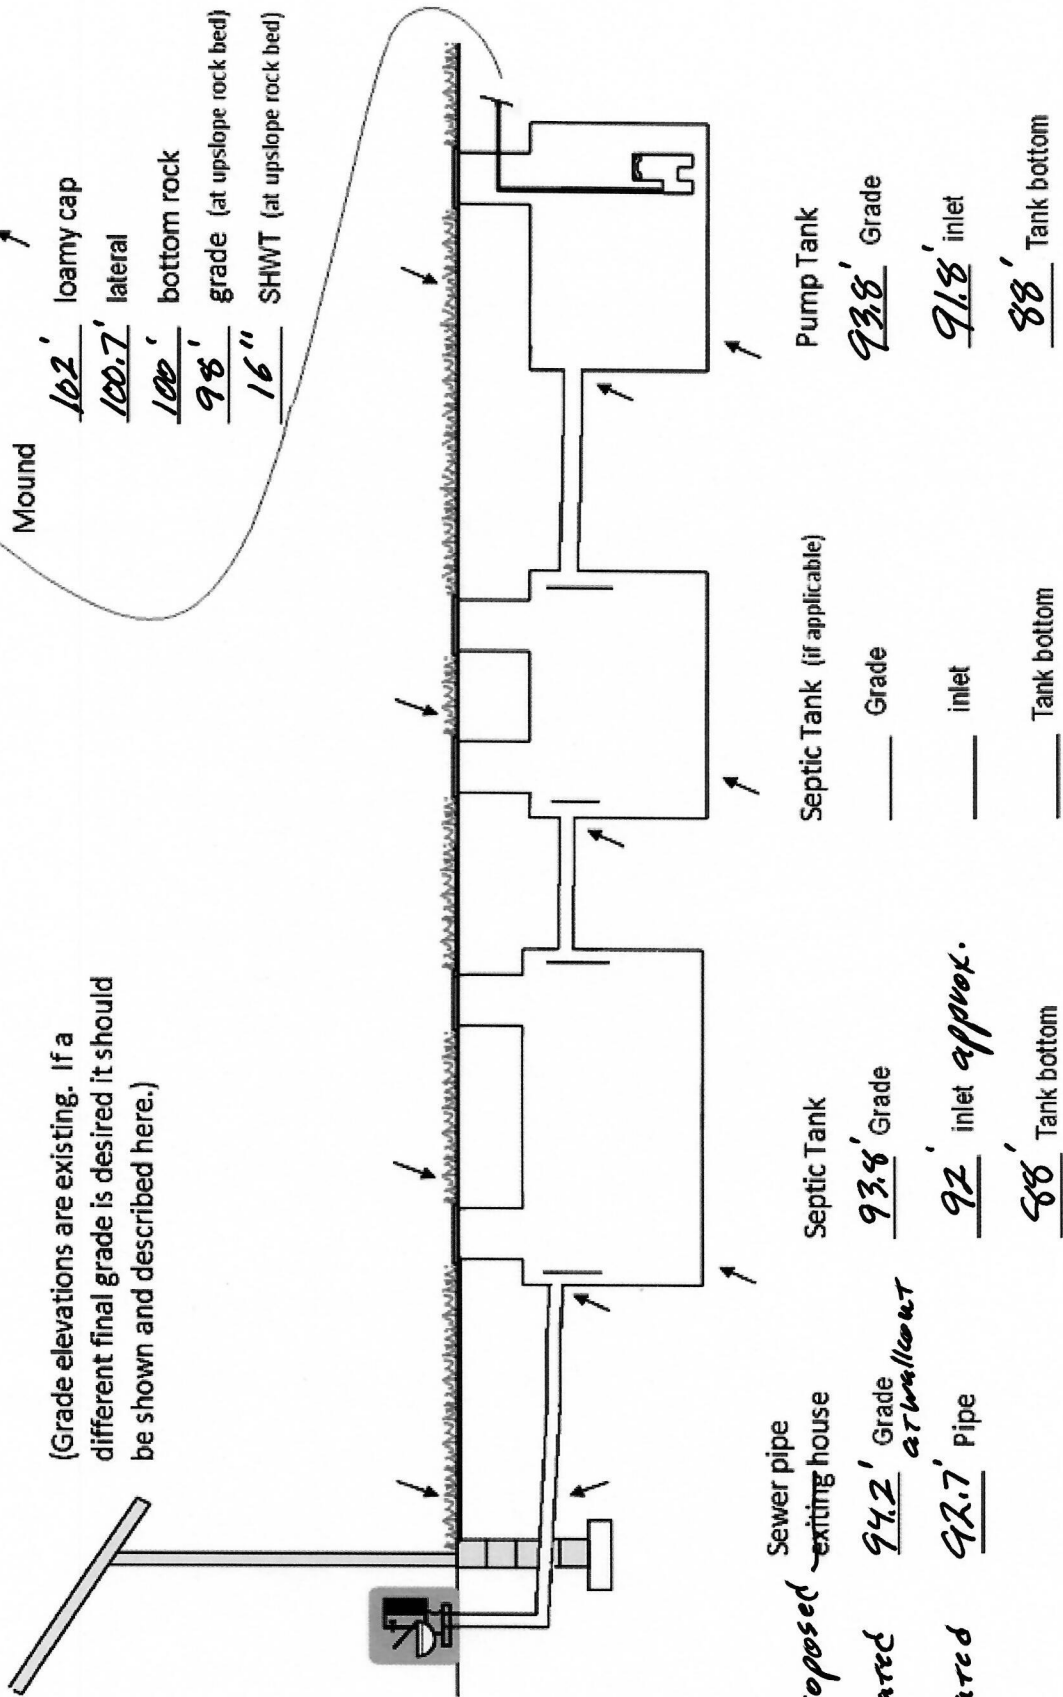 (Grade elevations are existing. If a
different final grade is desired it should
be shown and described here.)
Mound
102' loamy cap
100.7' lateral
100' bottom rock
98' grade (at upslope rock bed)
16" SHWT (at upslope rock bed)
Sewer pipe
exiting house
94.2' Grade
at walkout
92.7' Pipe
Septic Tank
93.8' Grade
92' inlet approx.
88' Tank bottom
Septic Tank (if applicable)
Grade
inlet
Tank bottom
Pump Tank
93.8' Grade
91.8' inlet
88' Tank bottom